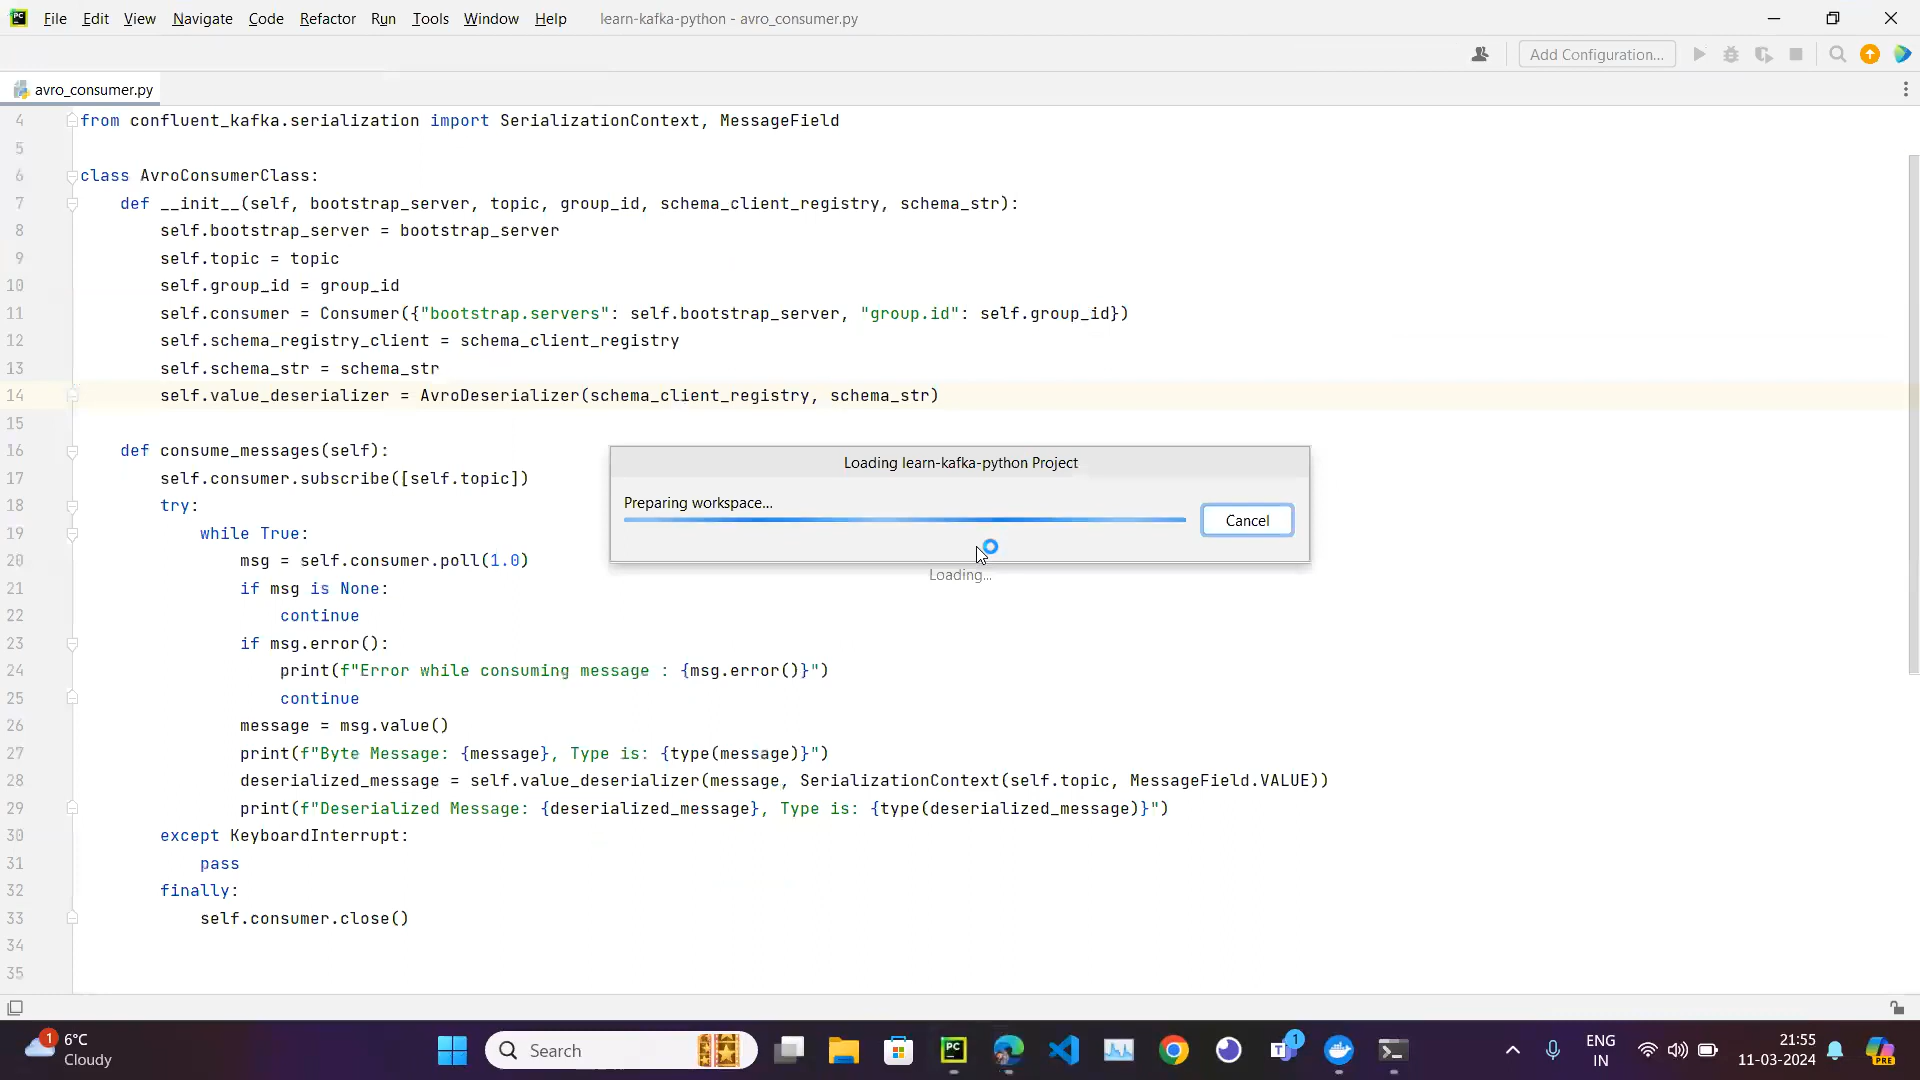 PC File Edit View Navigate Code Refactor Run Tools Window Help learn-kafka-python - avro_consumer.py
Add Configuration...
avro_consumer.py
4 from confluent_kafka.serialization import SerializationContext, MessageField
5
6 class AvroConsumerClass:
7     def __init__(self, bootstrap_server, topic, group_id, schema_client_registry, schema_str):
8         self.bootstrap_server = bootstrap_server
9         self.topic = topic
10         self.group_id = group_id
11         self.consumer = Consumer({"bootstrap.servers": self.bootstrap_server, "group.id": self.group_id})
12         self.schema_registry_client = schema_client_registry
13         self.schema_str = schema_str
14         self.value_deserializer = AvroDeserializer(schema_client_registry, schema_str)
15
16     def consume_messages(self):
Loading learn-kafka-python Project
17         self.consumer.subscribe([self.topic])
Preparing workspace...
18         try:
Cancel
19             while True:
20                 msg = self.consumer.poll(1.0)
Loading...
21                 if msg is None:
22                     continue
23                 if msg.error():
24                     print(f"Error while consuming message : {msg.error()}")
25                     continue
26                 message = msg.value()
27                 print(f"Byte Message: {message}, Type is: {type(message)}")
28                 deserialized_message = self.value_deserializer(message, SerializationContext(self.topic, MessageField.VALUE))
29                 print(f"Deserialized Message: {deserialized_message}, Type is: {type(deserialized_message)}")
30         except KeyboardInterrupt:
31             pass
32         finally:
33             self.consumer.close()
34
35
1 6°C
Cloudy
Search
PC
1
ENG
IN
21:55
11-03-2024
PRE